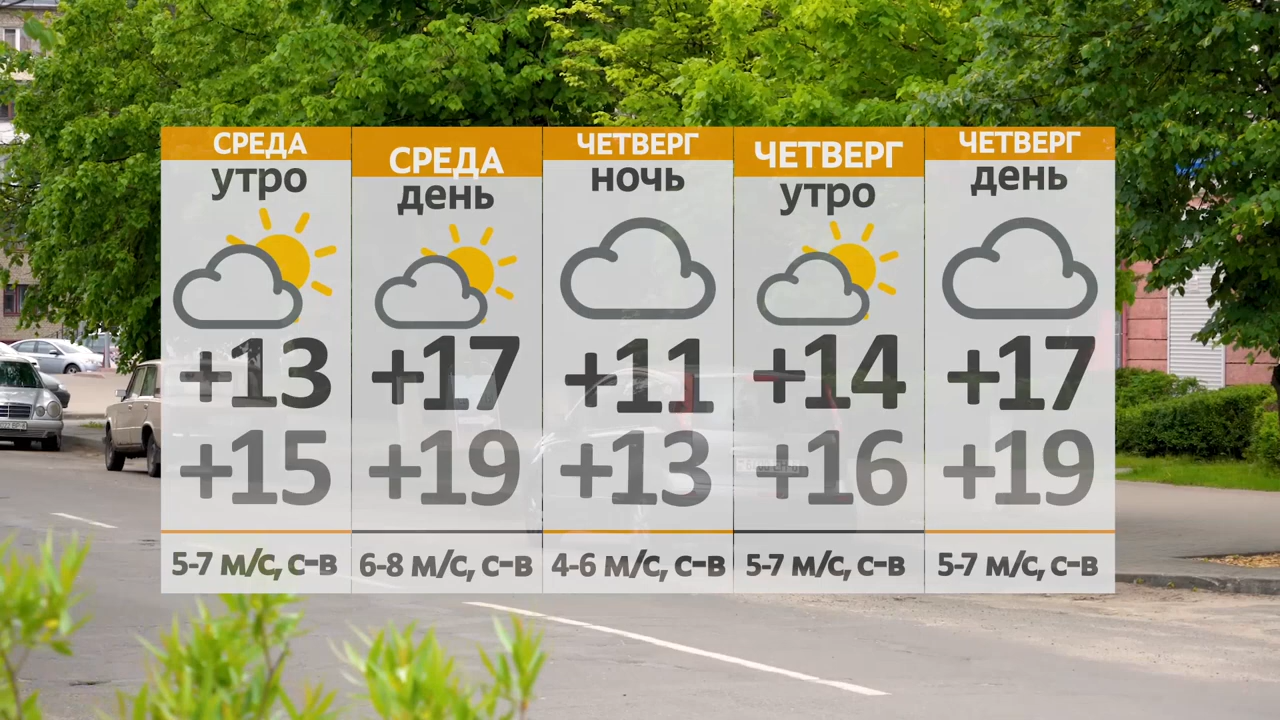 СРЕДА
утро
+13
+15
5-7 м/с, с-в
СРЕДА
день
+17
+19
6-8 м/с, с-в
ЧЕТВЕРГ
ночь
+11
+13
4-6 м/с, с-в
ЧЕТВЕРГ
утро
+14
+16
5-7 м/с, с-в
ЧЕТВЕРГ
день
+17
+19
5-7 м/с, с-в